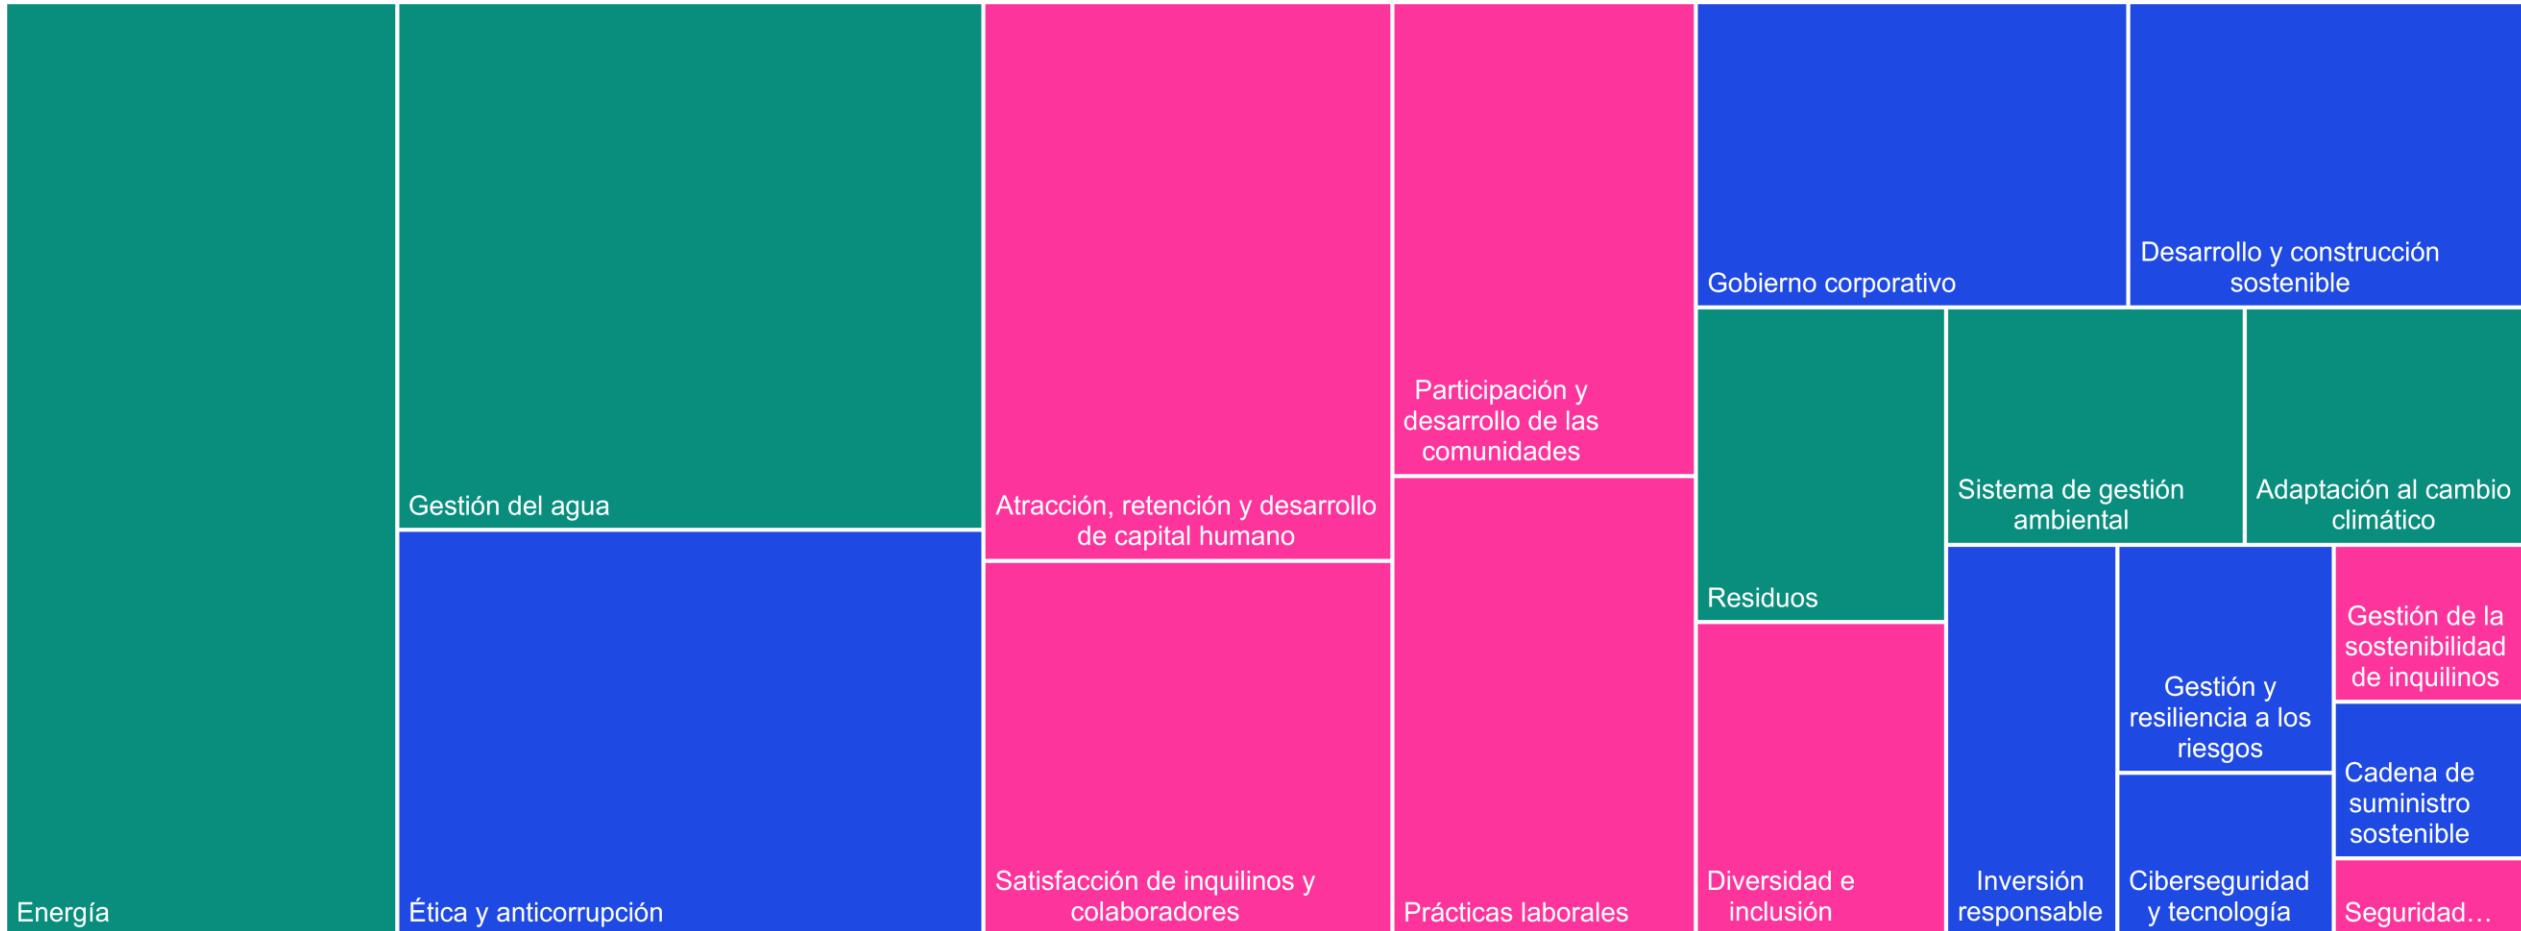 Energía
Gestión del agua
Ética y anticorrupción
Atracción, retención y desarrollo
de capital humano
Satisfacción de inquilinos y
colaboradores
Participación y
desarrollo de las
comunidades
Prácticas laborales
Gobierno corporativo
Desarrollo y construcción
sostenible
Residuos
Sistema de gestión
ambiental
Adaptación al cambio
climático
Diversidad e
inclusión
Inversión
responsable
Gestión y
resiliencia a los
riesgos
Ciberseguridad
y tecnología
Gestión de la
sostenibilidad
de inquilinos
Cadena de
suministro
sostenible
Seguridad…